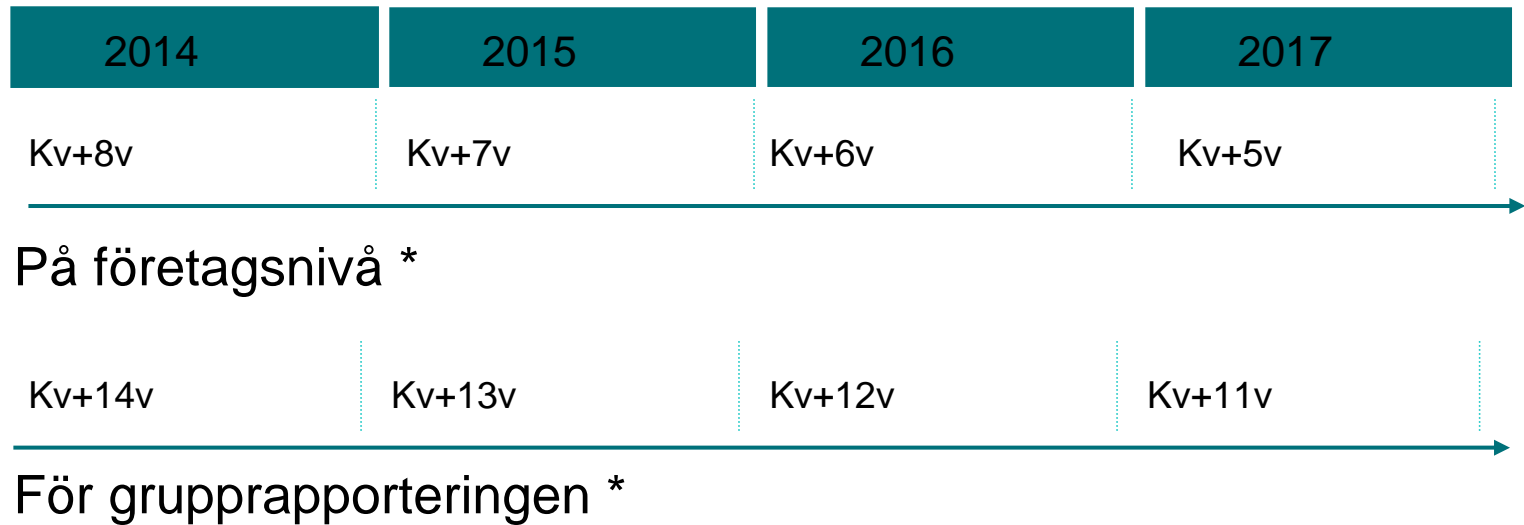 2014 2015 2016 2017
Kv+8v Kv+7v Kv+6v Kv+5v
På företagsnivå *
Kv+14v Kv+13v Kv+12v Kv+11v
För grupprapporteringen *